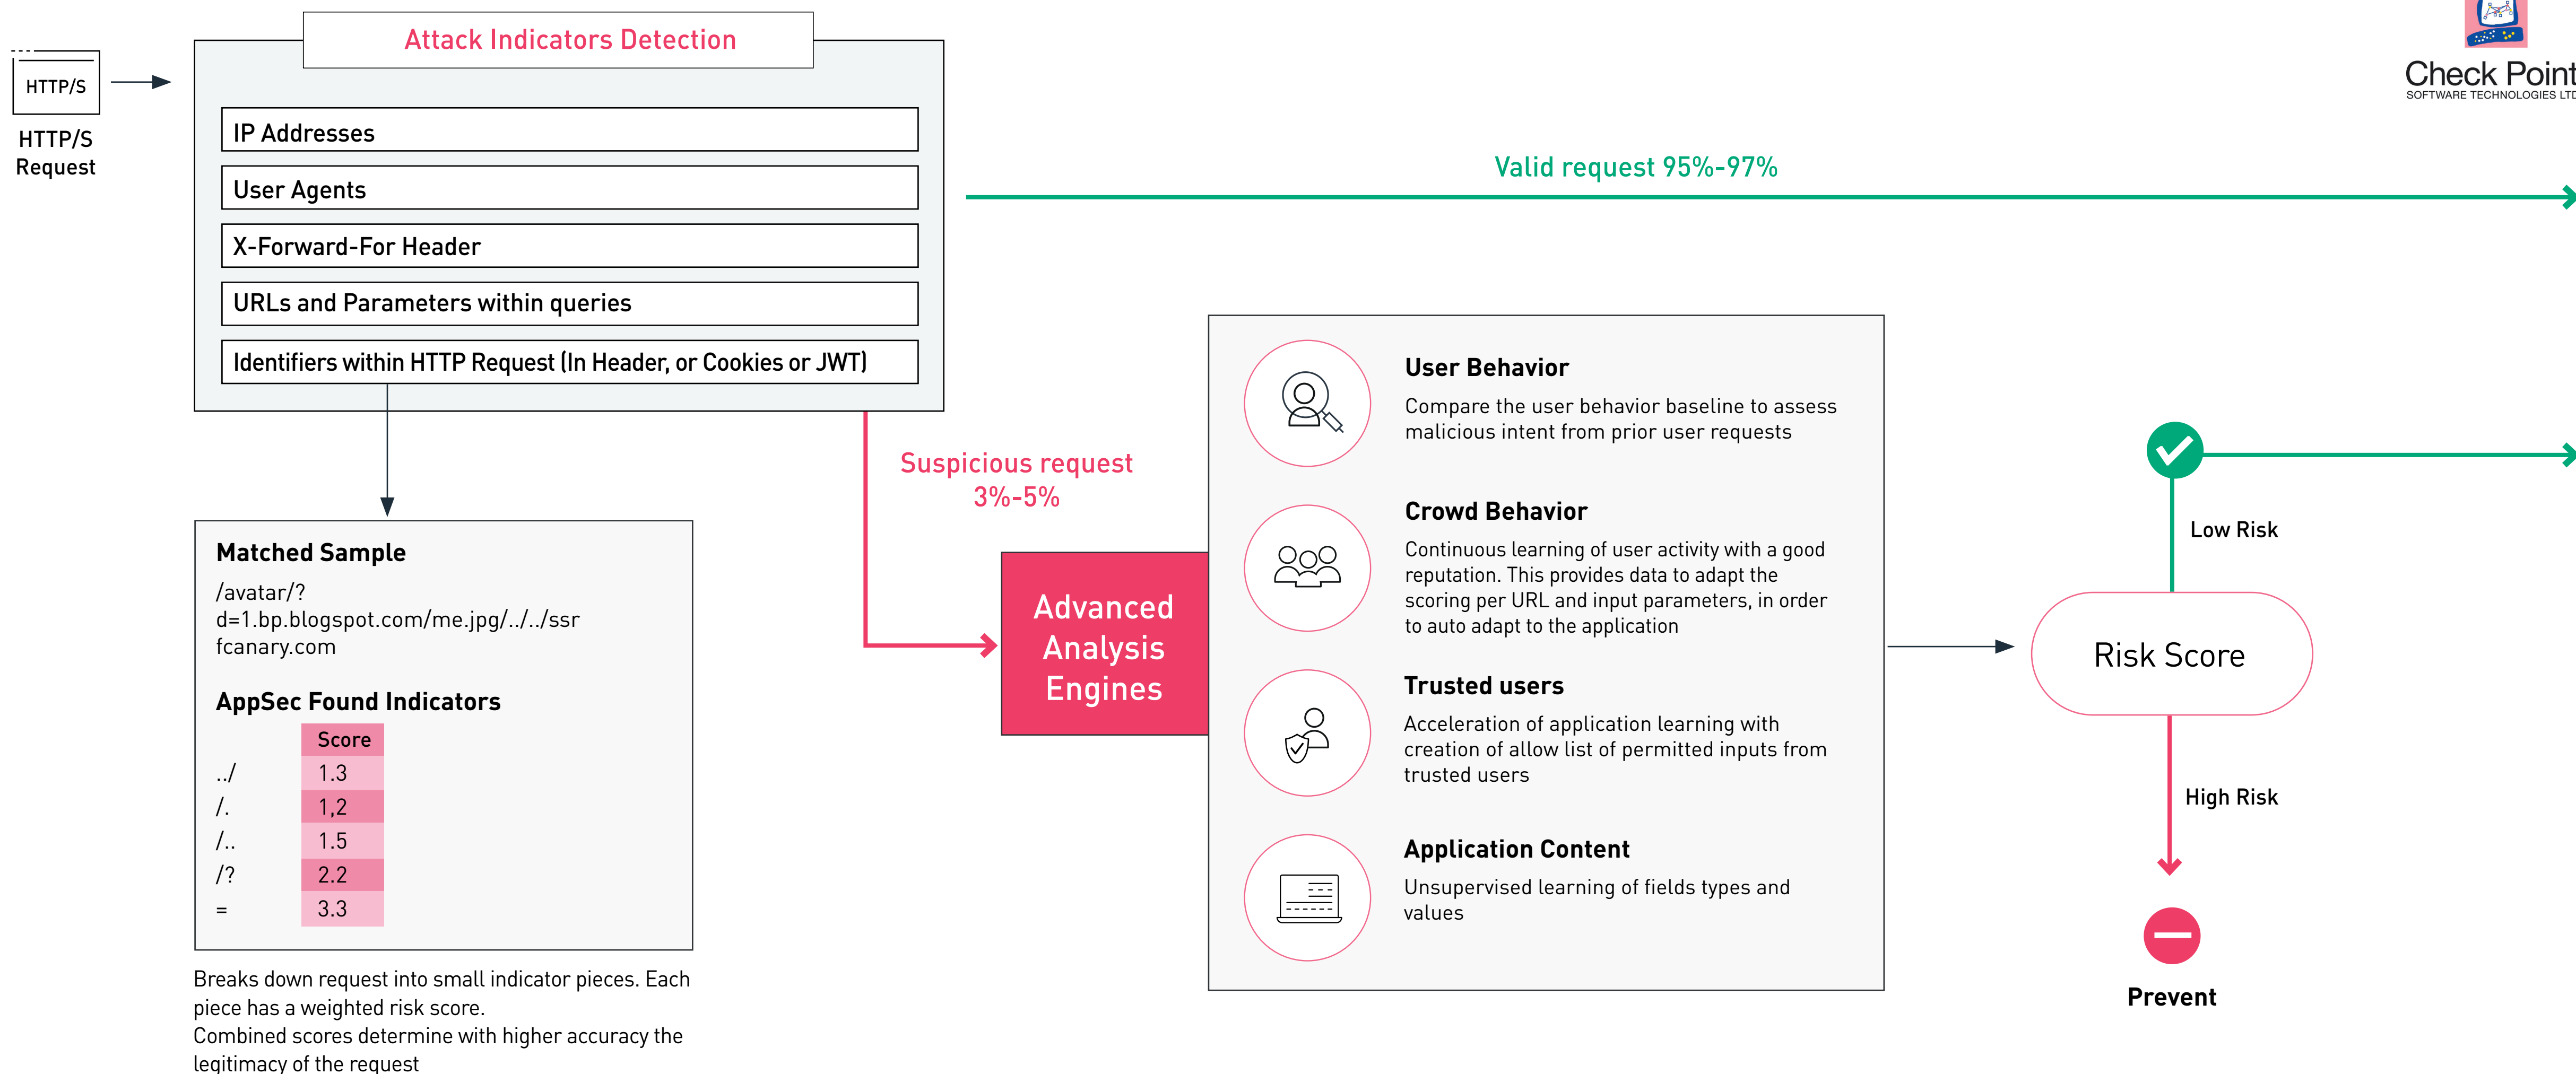 Attack Indicators Detection
HTTP/S
HTTP/S
Request
IP Addresses
User Agents
X-Forward-For Header
URLs and Parameters within queries
Identifiers within HTTP Request (In Header, or Cookies or JWT)
Check Point
SOFTWARE TECHNOLOGIES LTD
Valid request 95%-97%
Suspicious request
3%-5%
Matched Sample
/avatar/?
d=1.bp.blogspot.com/me.jpg/../../ssr
fcanary.com
AppSec Found Indicators
Score
../ 1.3
/. 1,2
/.. 1.5
/? 2.2
= 3.3
Breaks down request into small indicator pieces. Each
piece has a weighted risk score.
Combined scores determine with higher accuracy the
legitimacy of the request
Advanced
Analysis
Engines
User Behavior
Compare the user behavior baseline to assess
malicious intent from prior user requests
Crowd Behavior
Continuous learning of user activity with a good
reputation. This provides data to adapt the
scoring per URL and input parameters, in order
to auto adapt to the application
Trusted users
Acceleration of application learning with
creation of allow list of permitted inputs from
trusted users
Application Content
Unsupervised learning of fields types and
values
Low Risk
Risk Score
High Risk
Prevent